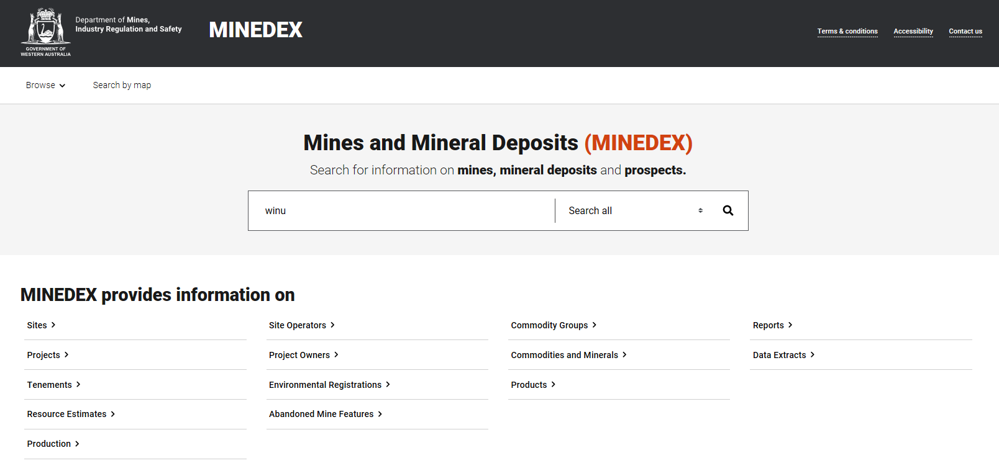 Department of Mines,
Industry Regulation and Safety
GOVERNMENT OF
WESTERN AUSTRALIA
MINEDEX
Terms & conditions
Accessibility
Contact us
Browse
Search by map
Mines and Mineral Deposits (MINEDEX)
Search for information on mines, mineral deposits and prospects.
winu
Search all
MINEDEX provides information on
Sites
Site Operators
Commodity Groups
Reports
Projects
Project Owners
Commodities and Minerals
Data Extracts
Tenements
Environmental Registrations
Products
Resource Estimates
Abandoned Mine Features
Production